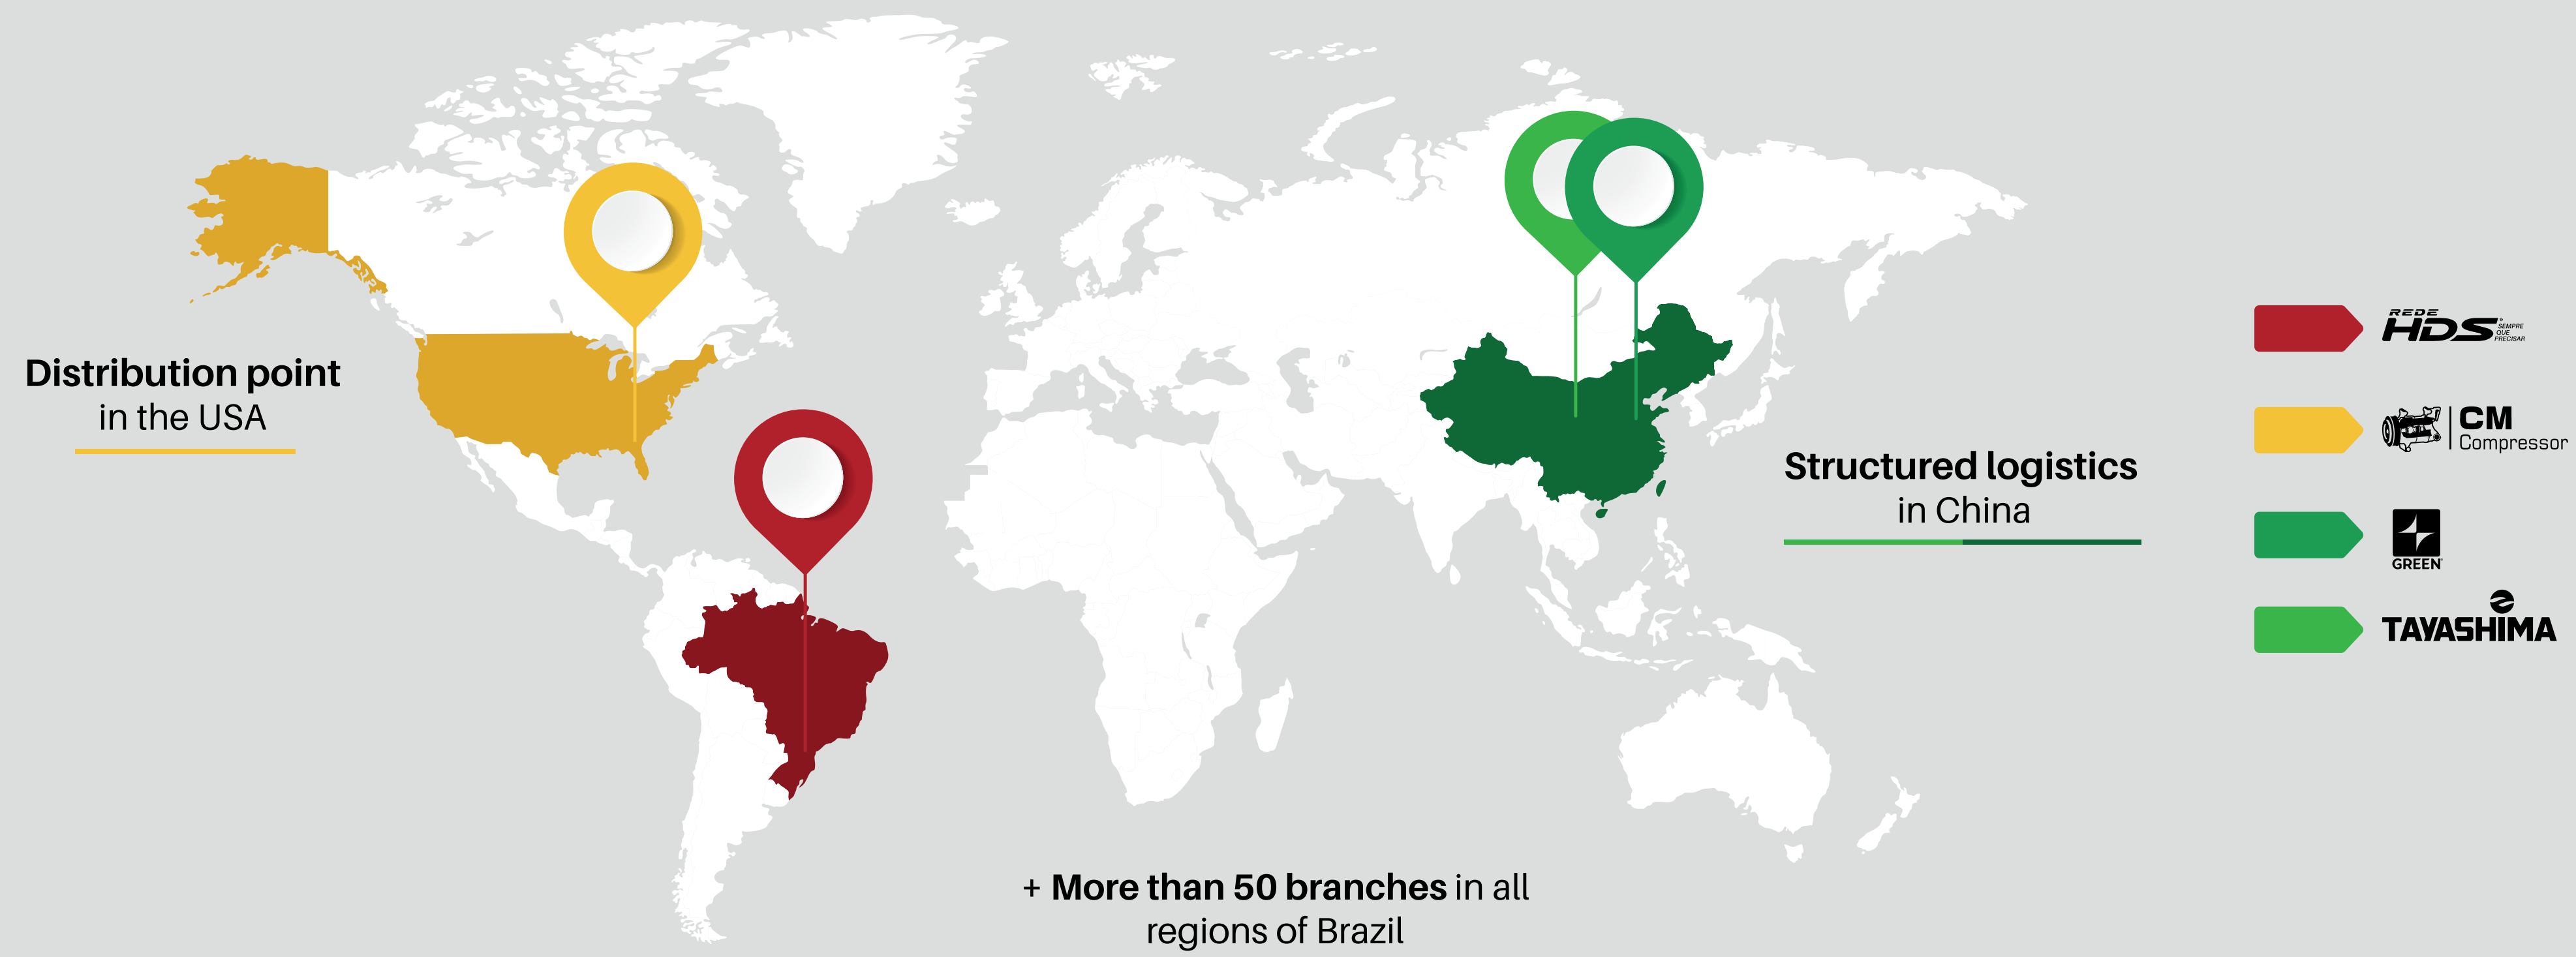 Distribution point
in the USA
Structured logistics
in China
+ More than 50 branches in all
regions of Brazil
REDE
HDS
SEMPRE
QUE
PRECISAR
CM
Compressor
GREEN
TAYASHIMA